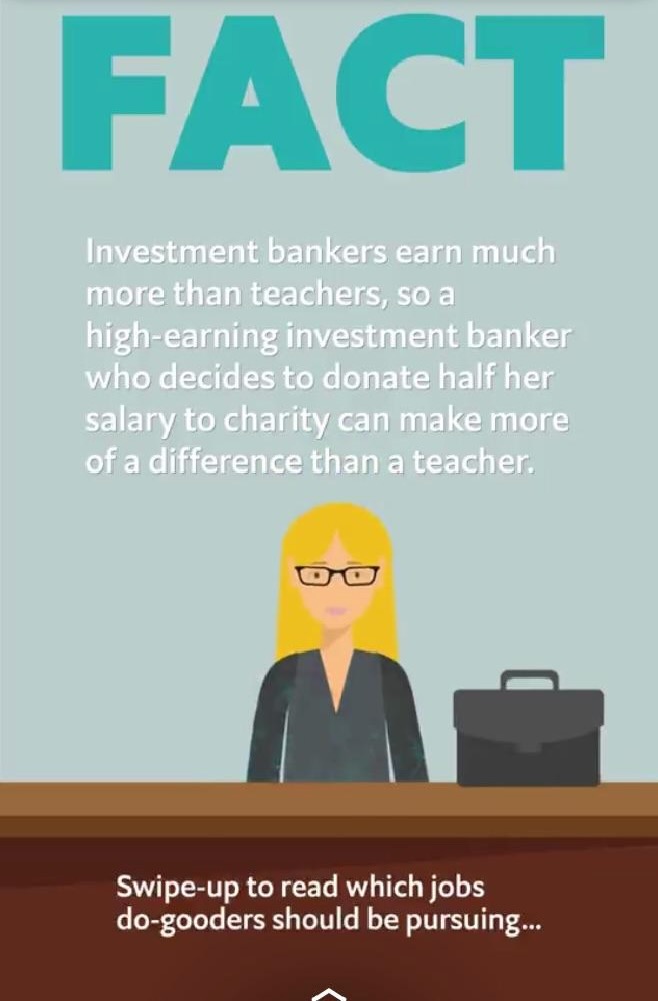 FACT
Investment bankers earn much
more than teachers, so a
high-earning investment banker
who decides to donate half her
salary to charity can make more
of a difference than a teacher.
Swipe-up to read which jobs
do-gooders should be pursuing...